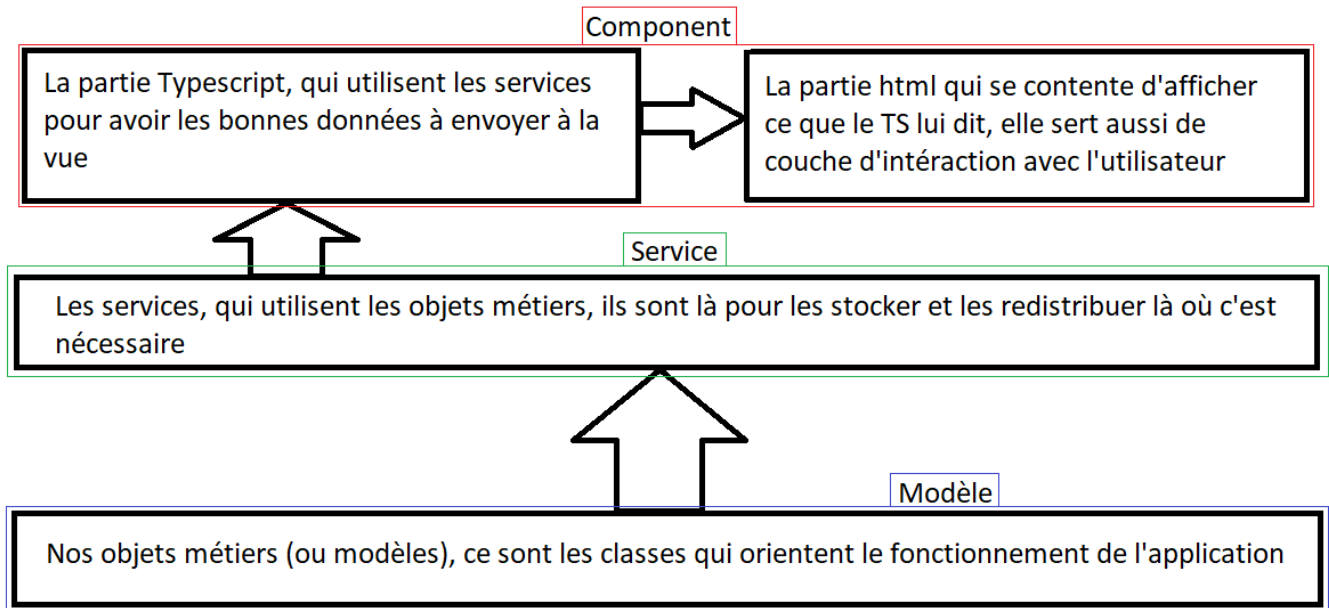 Component
La partie Typescript, qui utilisent les services
pour avoir les bonnes données à envoyer à la
vue
La partie html qui se contente d'afficher
ce que le TS lui dit, elle sert aussi de
couche d'intéraction avec l'utilisateur
Service
Les services, qui utilisent les objets métiers, ils sont là pour les stocker et les redistribuer là où c'est
nécessaire
Modèle
Nos objets métiers (ou modèles), ce sont les classes qui orientent le fonctionnement de l'application